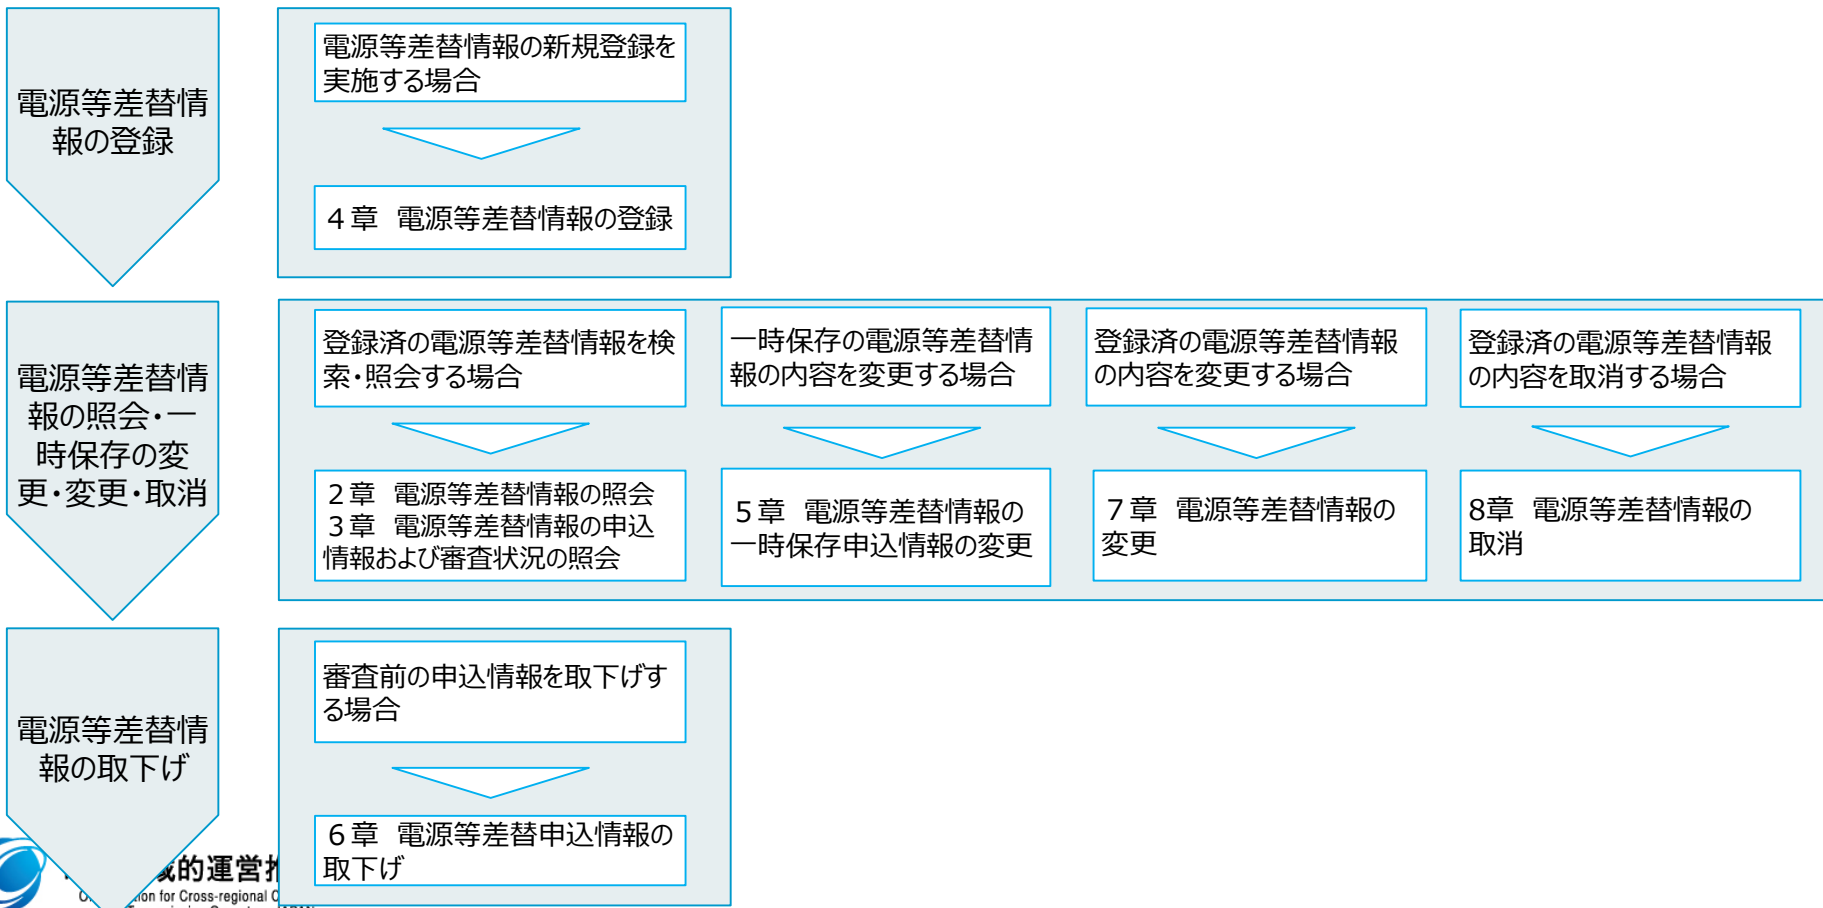 電源等差替情
報の登録
電源等差替情報の新規登録を
実施する場合
４章　電源等差替情報の登録
電源等差替情
報の照会・一
時保存の変
更・変更・取消
登録済の電源等差替情報を検
索・照会する場合
２章　電源等差替情報の照会
３章　電源等差替情報の申込
情報および審査状況の照会
一時保存の電源等差替情
報の内容を変更する場合
５章　電源等差替情報の
一時保存申込情報の変更
登録済の電源等差替情報
の内容を変更する場合
７章　電源等差替情報の
変更
登録済の電源等差替情報
の内容を取消する場合
8章　電源等差替情報の
取消
電源等差替情
報の取下げ
審査前の申込情報を取下げす
る場合
６章　電源等差替申込情報の
取下げ
的運営
for Cross-regional